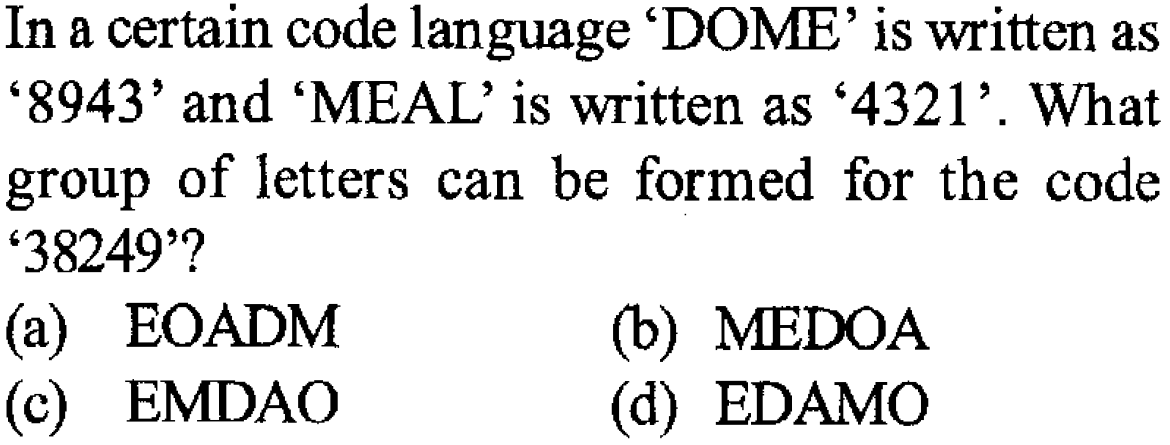 In a certain code language ‘DOME’ is written as
‘8943’ and ‘MEAL’ is written as ‘4321’. What
group of letters can be formed for the code
‘38249’?
(a) EOADM (b) MEDOA
(c) EMDAO (d) EDAMO